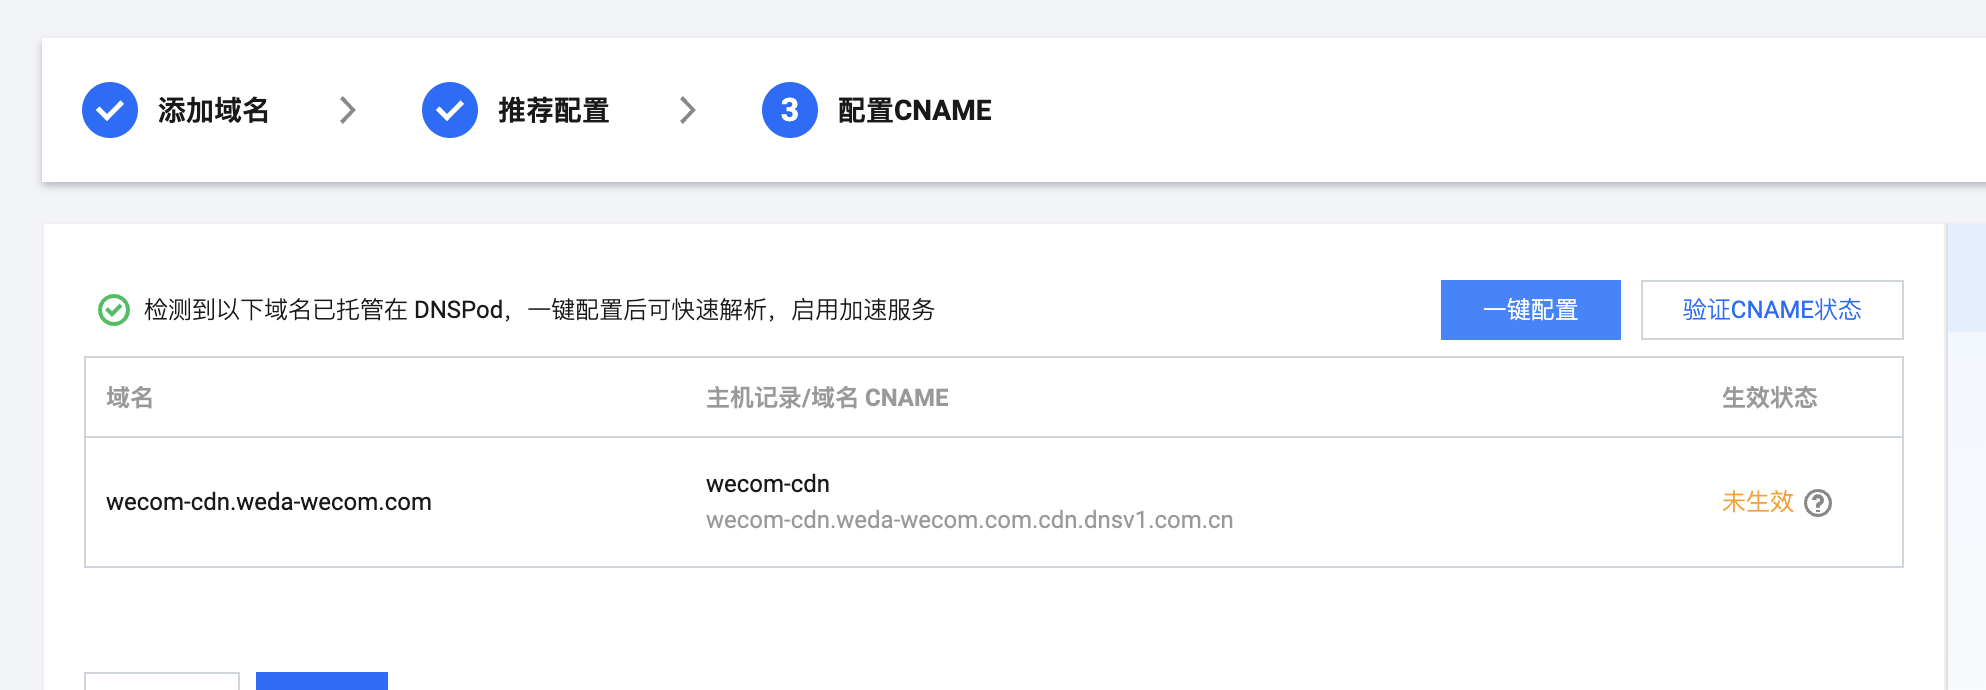 添加域名
推荐配置
3 配置CNAME
检测到以下域名已托管在 DNSPod，一键配置后可快速解析，启用加速服务
一键配置
验证CNAME状态
域名
主机记录/域名 CNAME
生效状态
wecom-cdn.weda-wecom.com
wecom-cdn
wecom-cdn.weda-wecom.com.cdn.dnsv1.com.cn
未生效